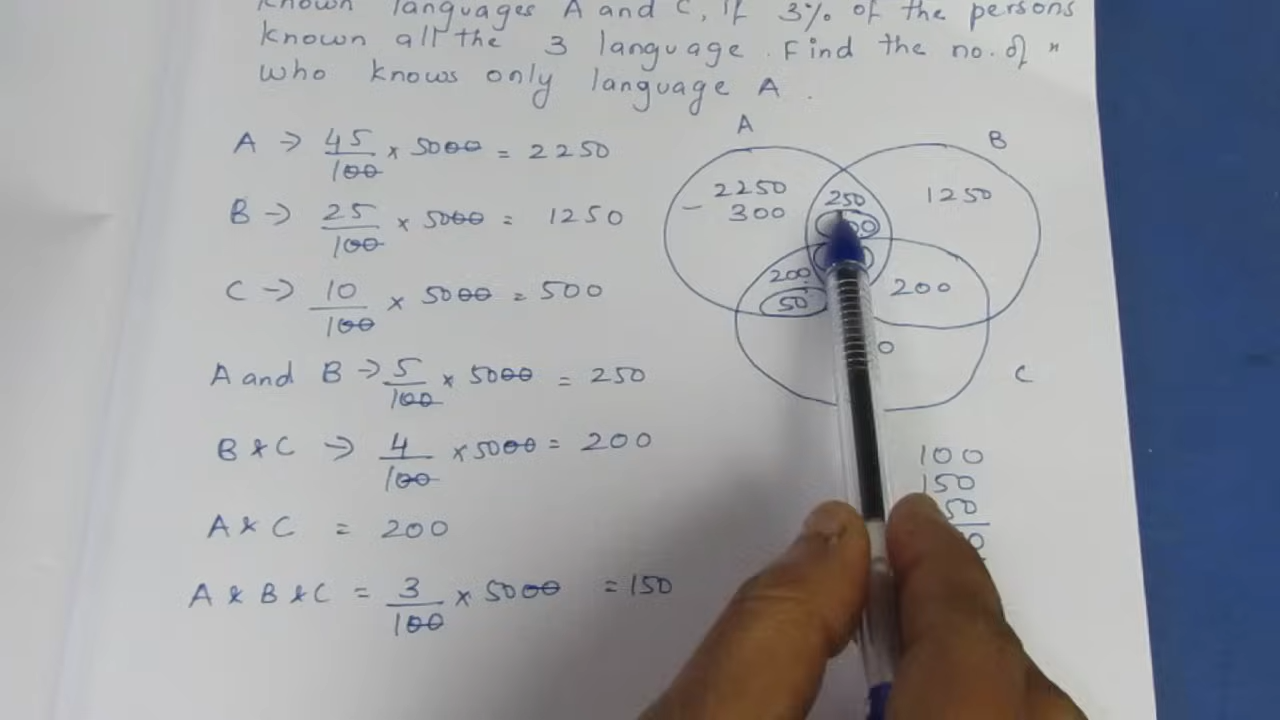 known languages A and C, If 3% of the persons
known all the 3 language. Find the no. of "
who knows only language A.
A → 45/100 × 5000 = 2250
B → 25/100 × 5000 = 1250
C → 10/100 × 5000 = 500
A and B → 5/100 × 5000 = 250
B & C → 4/100 × 5000 = 200
A & C = 200
A & B & C = 3/100 × 5000 = 150
A
B
2250
- 300
250
1250
200
50
200
C
100
150
50